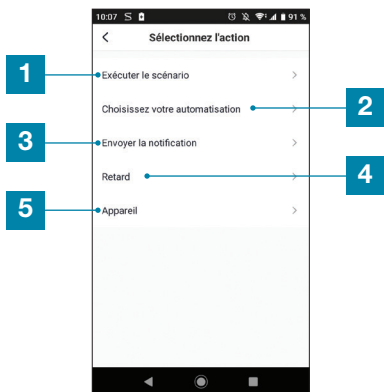 10:07 S 91 %
Sélectionnez l'action
1
Exécuter le scénario
Choisissez votre automatisation
2
3
Envoyer la notification
Retard
4
5
Appareil